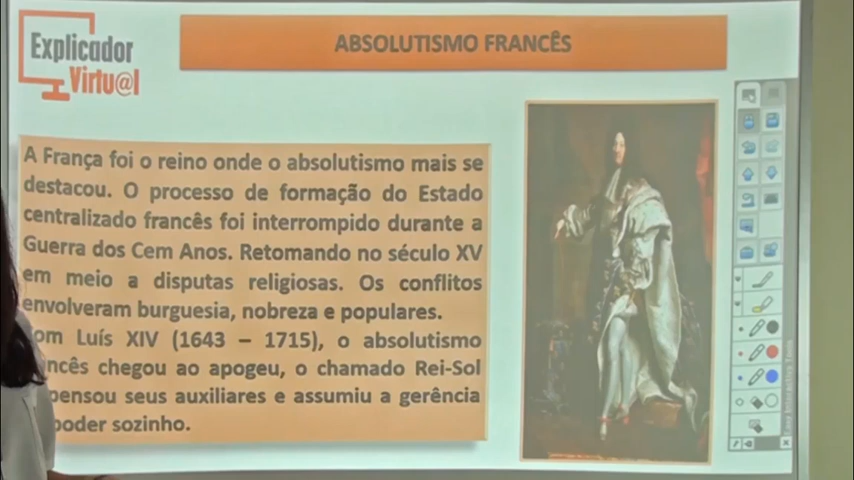 Explicador
Virtu@l
ABSOLUTISMO FRANCÊS
A França foi o reino onde o absolutismo mais se
destacou. O processo de formação do Estado
centralizado francês foi interrompido durante a
Guerra dos Cem Anos. Retomando no século XV
em meio a disputas religiosas. Os conflitos
envolveram burguesia, nobreza e populares.
om Luís XIV (1643 – 1715), o absolutismo
ncês chegou ao apogeu, o chamado Rei-Sol
pensou seus auxiliares e assumiu a gerência
poder sozinho.